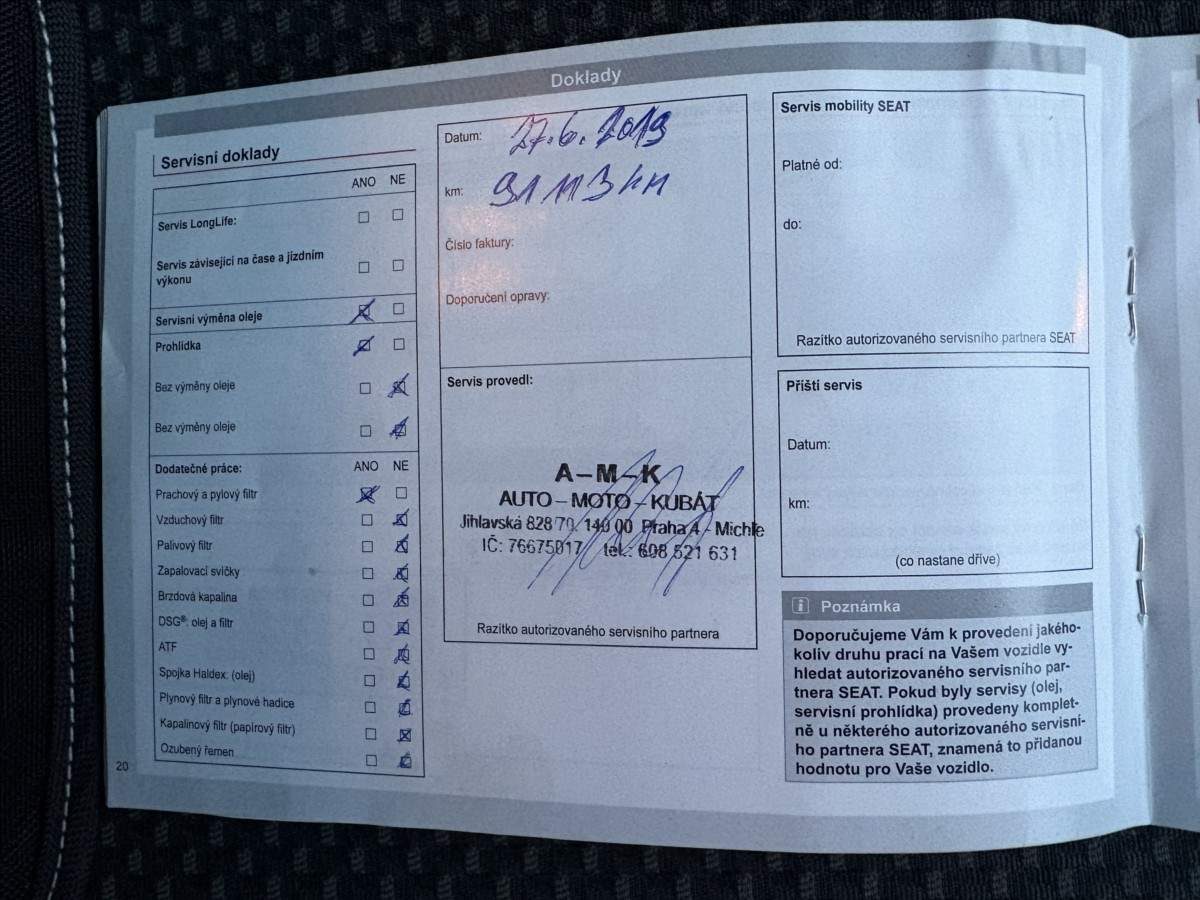 Doklady
Servisní doklady
ANO NE
Servis LongLife:
Servis závisející na čase a jízdním
výkonu
Servisní výměna oleje
Prohlídka
Bez výměny oleje
Bez výměny oleje
Dodatečné práce: ANO NE
Prachový a pylový filtr
Vzduchový filtr
Palivový filtr
Zapalovací svíčky
Brzdová kapalina
DSG®: olej a filtr
ATF
Spojka Haldex: (olej)
Plynový filtr a plynové hadice
Kapalinový filtr (papírový filtr)
Ozubený řemen
20
Datum: 27.6.2019
km: 91113 km
Číslo faktury:
Doporučení opravy:
Servis provedl:
A–M–K
AUTO – MOTO – KUBÁT
Jihlavská 828/70, 140 00 Praha 4 - Michle
IČ: 76675017 tel.: 608 521 631
Razítko autorizovaného servisního partnera
Servis mobility SEAT
Platné od:
do:
Razítko autorizovaného servisního partnera SEAT
Příští servis
Datum:
km:
(co nastane dříve)
i Poznámka
Doporučujeme Vám k provedení jakého-
koliv druhu prací na Vašem vozidle vy-
hledat autorizovaného servisního par-
tnera SEAT. Pokud byly servisy (olej,
servisní prohlídka) provedeny komplet-
ně u některého autorizovaného servisní-
ho partnera SEAT, znamená to přidanou
hodnotu pro Vaše vozidlo.